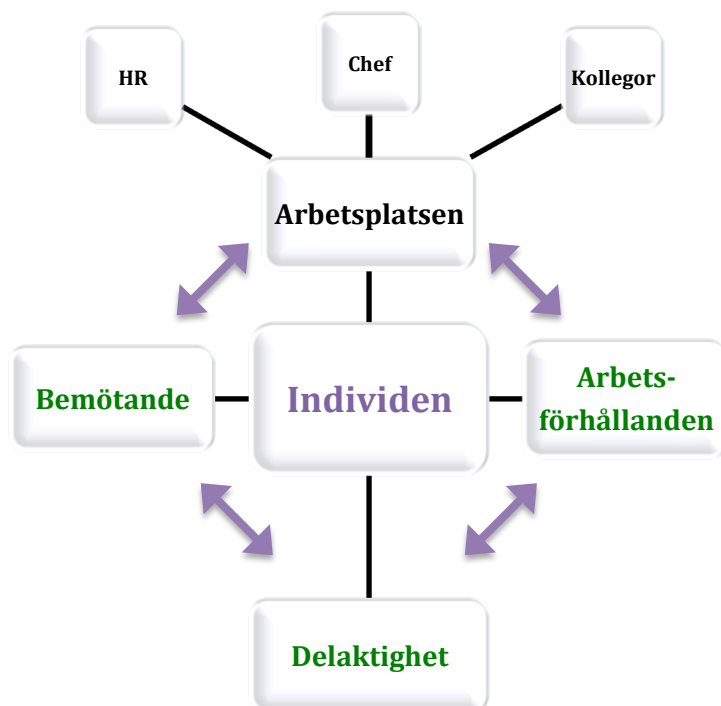 HR
Chef
Kollegor
Arbetsplatsen
Bemötande
Individen
Arbets-
förhållanden
Delaktighet